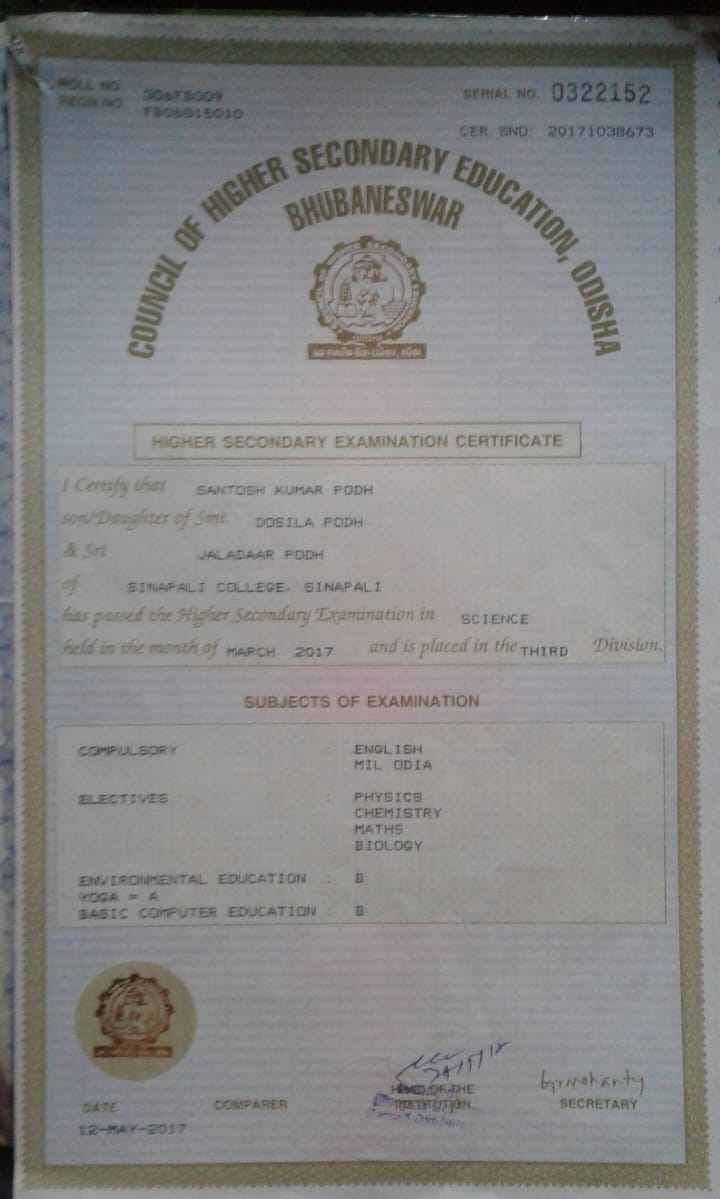 ROLL NO. 306FB009
REGN NO. FB06B15010
SERIAL NO. 0322152
CER. SNO: 20171038673
COUNCIL OF HIGHER SECONDARY EDUCATION, ODISHA
BHUBANESWAR
ODISHA
HIGHER SECONDARY EXAMINATION CERTIFICATE
I Certify that SANTOSH KUMAR PODH
son/Daughter of Smt. DOSILA PODH
& Sri JALADAAR PODH
of SINAPALI COLLEGE, SINAPALI
has passed the Higher Secondary Examination in SCIENCE
held in the month of MARCH 2017 and is placed in the THIRD Division.
SUBJECTS OF EXAMINATION
COMPULSORY : ENGLISH
MIL ODIA
ELECTIVES : PHYSICS
CHEMISTRY
MATHS
BIOLOGY
ENVIRONMENTAL EDUCATION : B
YOGA = A
BASIC COMPUTER EDUCATION : B
HEAD OF THE
INSTITUTION
SECRETARY
DATE COMPARER
12-MAY-2017